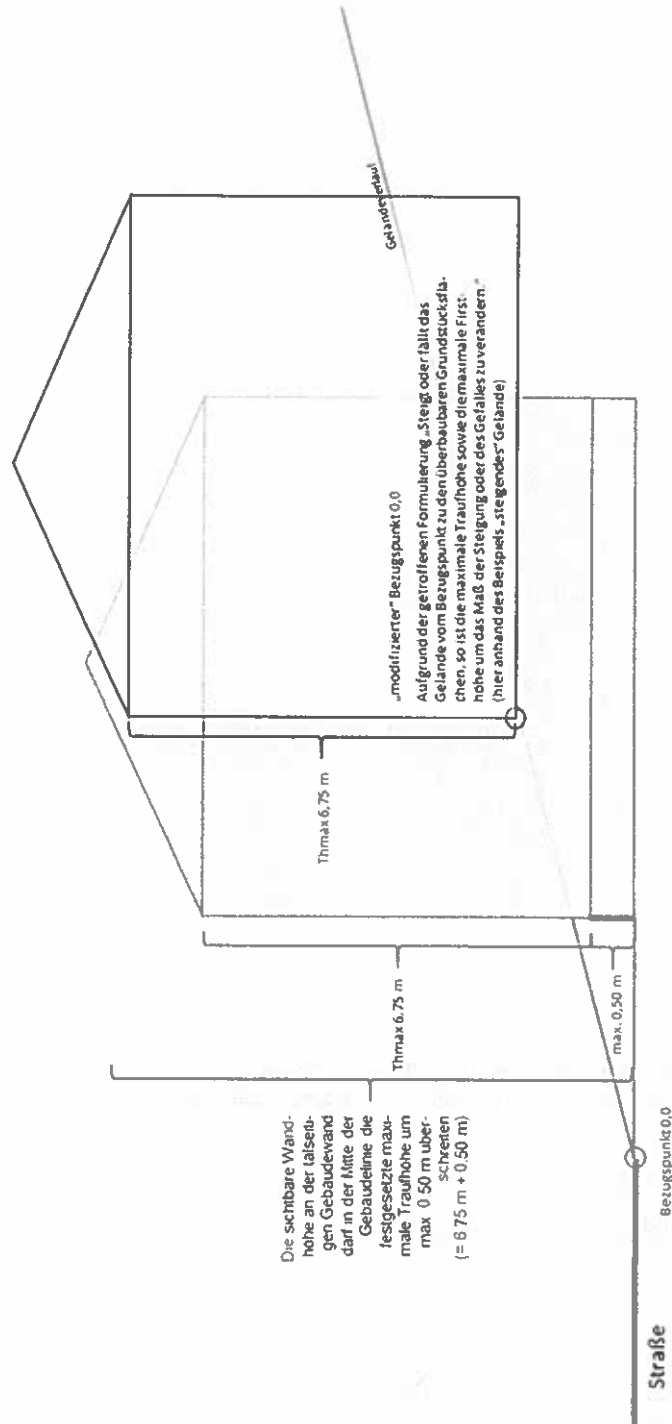 Geländeverlauf
„modifizierter“ Bezugspunkt 0,0
Aufgrund der getroffenen Formulierung „Steigt oder fällt das
Gelände vom Bezugspunkt zu den überbaubaren Grundstücksflä-
chen, so ist die maximale Traufhöhe sowie die maximale First-
höhe um das Maß der Steigung oder des Gefälles zu verändern.“
(hier anhand des Beispiels „steigendes“ Gelände)
Thmax 6,75 m
Thmax 6.75 m
max. 0,50 m
Die sichtbare Wand-
höhe an der talseiti-
gen Gebäudewand
darf in der Mitte der
Gebäudelinie die
festgesetzte maxi-
male Traufhöhe um
max 0.50 m über-
schreiten
(= 6 75 m + 0,50 m)
Bezugspunkt 0,0
Straße